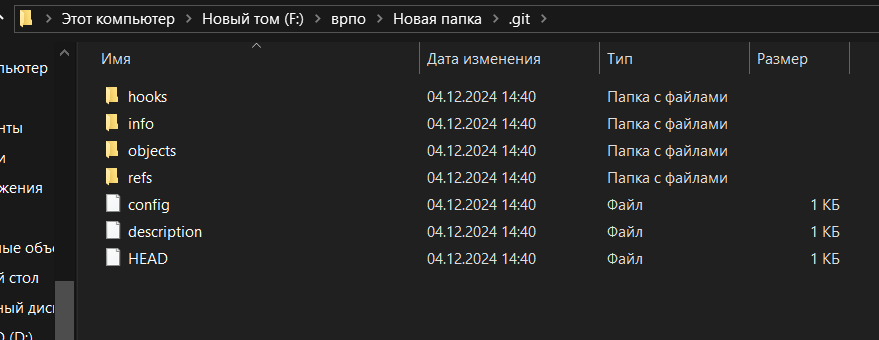 Этот компьютер > Новый том (F:) > врпо > Новая папка > .git >
Имя Дата изменения Тип Размер
hooks 04.12.2024 14:40 Папка с файлами
info 04.12.2024 14:40 Папка с файлами
objects 04.12.2024 14:40 Папка с файлами
refs 04.12.2024 14:40 Папка с файлами
config 04.12.2024 14:40 Файл 1 КБ
description 04.12.2024 14:40 Файл 1 КБ
HEAD 04.12.2024 14:40 Файл 1 КБ
пьютер
нты
и
жения
ные объ
й стол
ный дис
(D:)